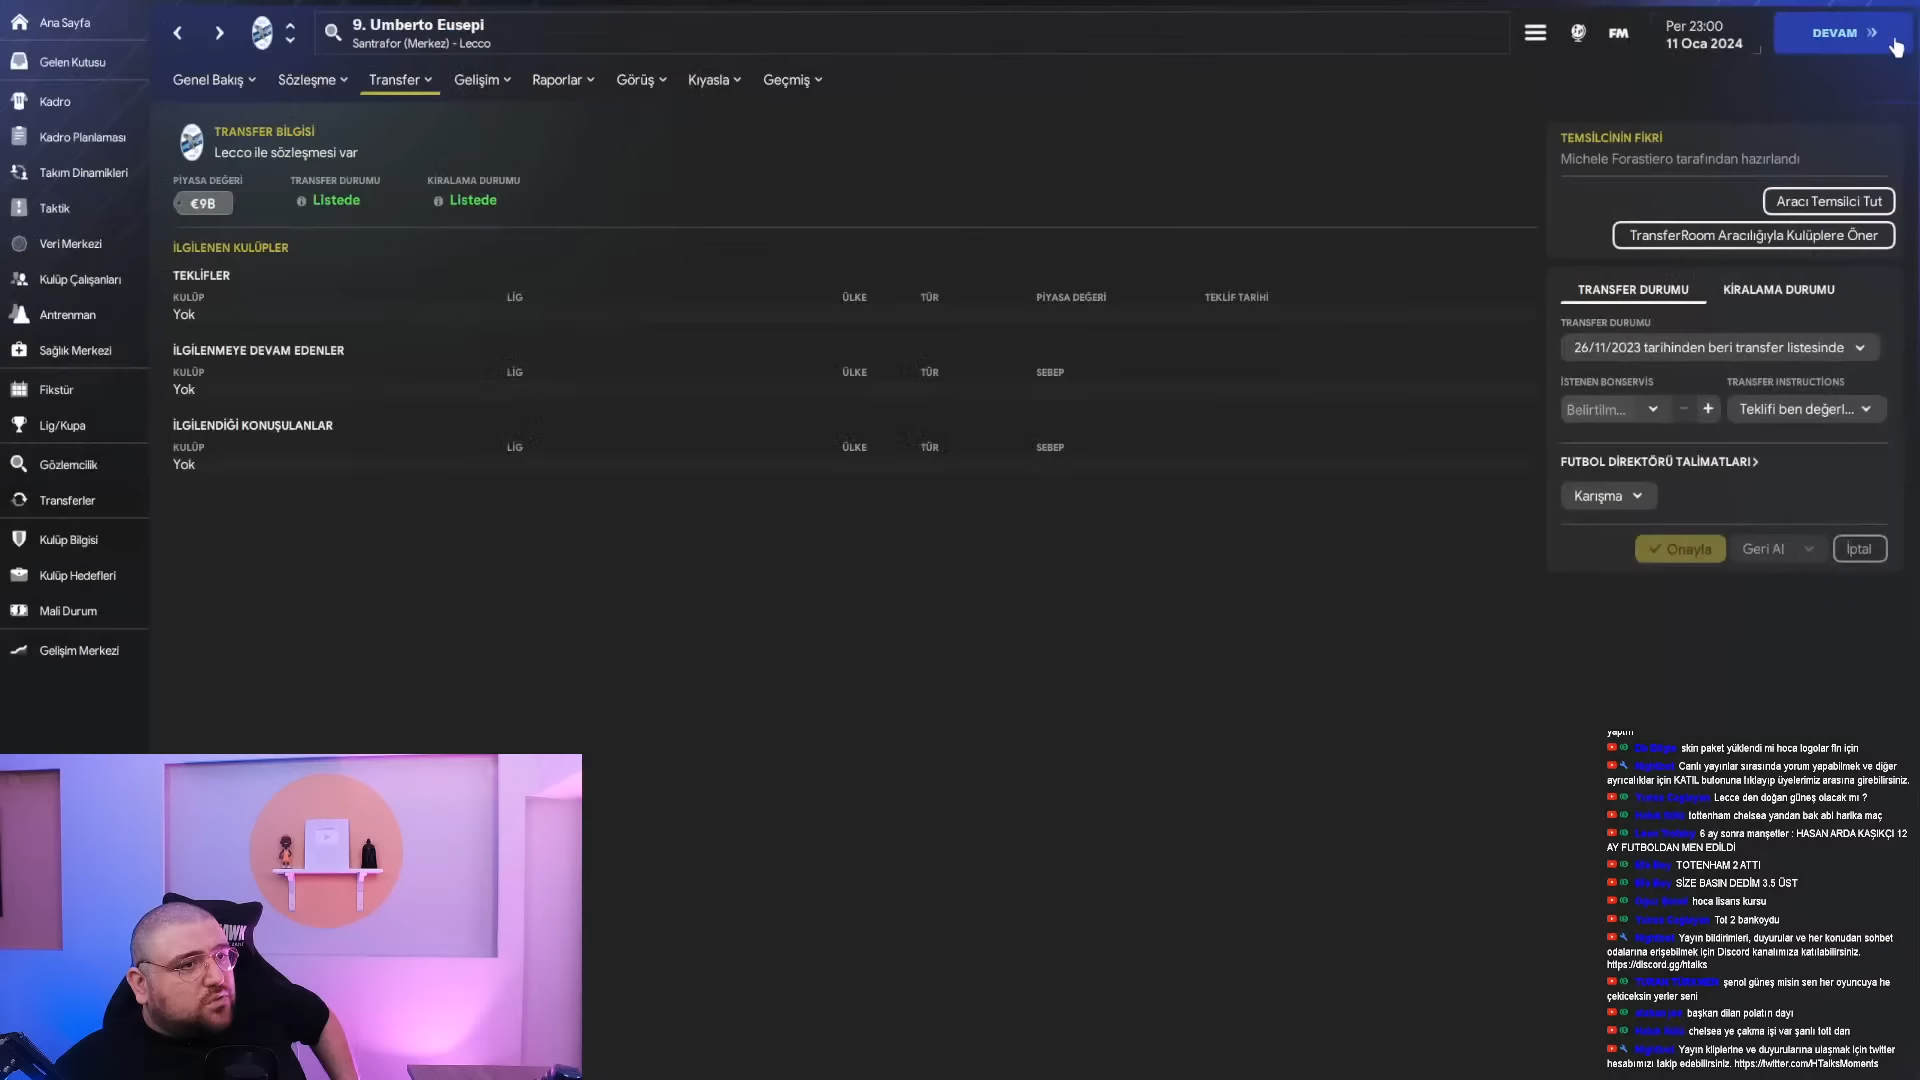 Ana Sayfa
Gelen Kutusu
Kadro
Kadro Planlaması
Takım Dinamikleri
Taktik
Veri Merkezi
Kulüp Çalışanları
Antrenman
Sağlık Merkezi
Fikstür
Lig/Kupa
Gözlemcilik
Transferler
Kulüp Bilgisi
Kulüp Hedefleri
Mali Durum
Gelişim Merkezi
9. Umberto Eusepi
Santrafor (Merkez) - Lecco
FM
Per 23:00
11 Oca 2024
DEVAM
Genel Bakış Sözleşme Transfer Gelişim Raporlar Görüş Kıyasla Geçmiş
TRANSFER BİLGİSİ
Lecco ile sözleşmesi var
PİYASA DEĞERİ TRANSFER DURUMU KİRALAMA DURUMU
€9B Listede Listede
İLGİLENEN KULÜPLER
TEKLİFLER
KULÜP LİG ÜLKE TÜR PİYASA DEĞERİ TEKLİF TARİHİ
Yok
İLGİLENMEYE DEVAM EDENLER
KULÜP LİG ÜLKE TÜR SEBEP
Yok
İLGİLENDİĞİ KONUŞULANLAR
KULÜP LİG ÜLKE TÜR SEBEP
Yok
TEMSİLCİNİN FİKRİ
Michele Forastiero tarafından hazırlandı
Aracı Temsilci Tut
TransferRoom Aracılığıyla Kulüplere Öner
TRANSFER DURUMU KİRALAMA DURUMU
TRANSFER DURUMU
26/11/2023 tarihinden beri transfer listesinde
İSTENEN BONSERVİS TRANSFER INSTRUCTIONS
Belirtilm... - + Teklifi ben değerl...
FUTBOL DİREKTÖRÜ TALİMATLARI>
Karışma
Onayla Geri Al İptal
yaptım
skin paket yüklendi mi hoca logolar fln için
Canlı yayınlar sırasında yorum yapabilmek ve diğer
ayrıcalıklar için KATIL butonuna tıklayıp üyelerimiz arasına girebilirsiniz.
Lecce den doğan güneş olacak mı ?
tottenham chelsea yandan bak abi harika maç
6 ay sonra manşetler : HASAN ARDA KAŞIKÇI 12
AY FUTBOLDAN MEN EDİLDİ
TOTENHAM 2 ATTI
SİZE BASIN DEDİM 3.5 ÜST
hoca lisans kursu
Tot 2 bankoydu
Yayın bildirimleri, duyurular ve her konudan sohbet
odalarına erişebilmek için Discord kanalımıza katılabilirsiniz.
https://discord.gg/htalks
şenol güneş misin sen her oyuncuya he
çekiceksin yerler seni
başkan dilan polatın dayı
chelsea ye çakma işi var şanlı tott dan
Yayın kliplerine ve duyurularına ulaşmak için twitter
hesabımızı takip edebilirsiniz. https://twitter.com/HTalksMoments